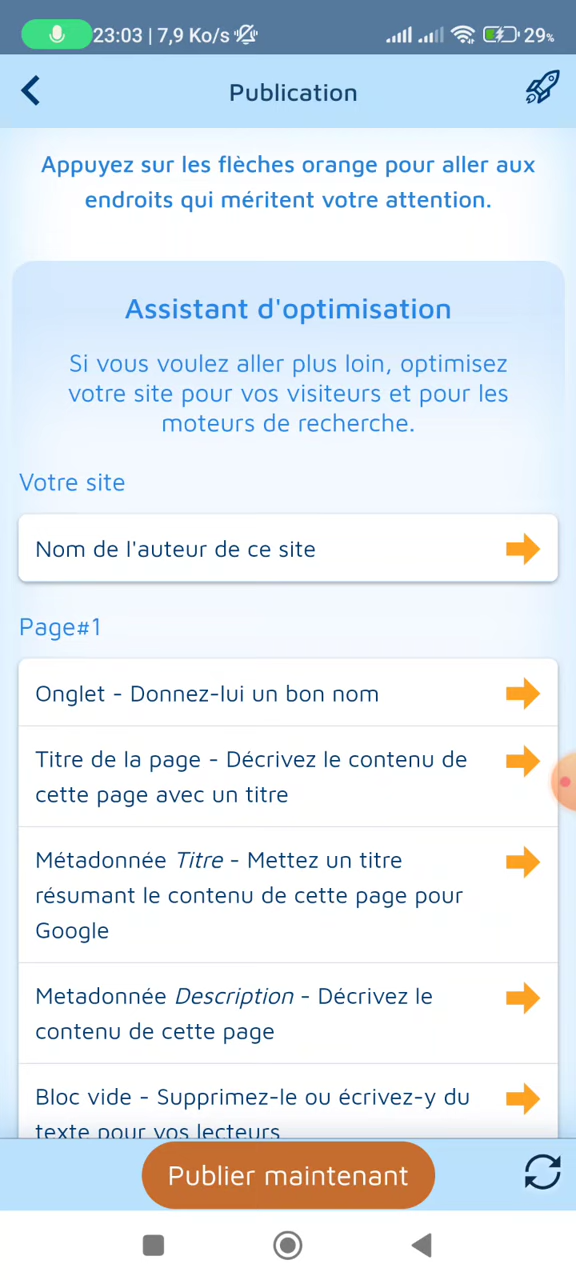 23:03 | 7,9 Ko/s
29%
Publication
Appuyez sur les flèches orange pour aller aux
endroits qui méritent votre attention.
Assistant d'optimisation
Si vous voulez aller plus loin, optimisez
votre site pour vos visiteurs et pour les
moteurs de recherche.
Votre site
Nom de l'auteur de ce site
Page#1
Onglet - Donnez-lui un bon nom
Titre de la page - Décrivez le contenu de
cette page avec un titre
Métadonnée Titre - Mettez un titre
résumant le contenu de cette page pour
Google
Metadonnée Description - Décrivez le
contenu de cette page
Bloc vide - Supprimez-le ou écrivez-y du
texte pour vos lecteurs
Publier maintenant